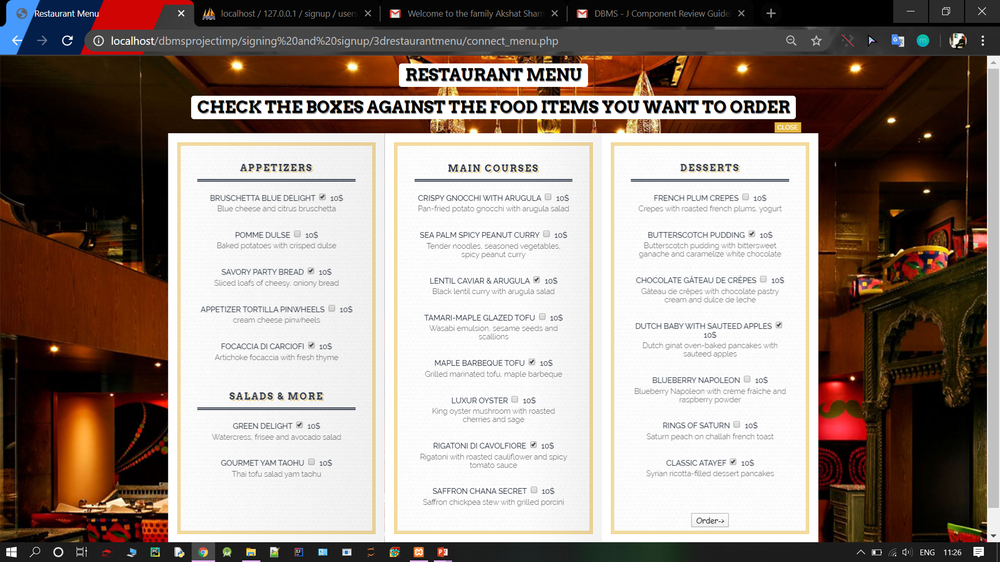 Restaurant Menu
localhost / 127.0.0.1 / signup / users
Welcome to the family Akshat Sharm
DBMS - J Component Review Guidel
localhost/dbmsprojectimp/signing%20and%20signup/3drestaurantmenu/connect_menu.php
RESTAURANT MENU
CHECK THE BOXES AGAINST THE FOOD ITEMS YOU WANT TO ORDER
CLOSE
APPETIZERS
BRUSCHETTA BLUE DELIGHT 10$
Blue cheese and citrus bruschetta
POMME DULSE 10$
Baked potatoes with crisped dulse
SAVORY PARTY BREAD 10$
Sliced loafs of cheesy, oniony bread
APPETIZER TORTILLA PINWHEELS 10$
cream cheese pinwheels
FOCACCIA DI CARCIOFI 10$
Artichoke focaccia with fresh thyme
SALADS & MORE
GREEN DELIGHT 10$
Watercress, frisee and avocado salad
GOURMET YAM TAOHU 10$
Thai tofu salad yam taohu
MAIN COURSES
CRISPY GNOCCHI WITH ARUGULA 10$
Pan-fried potato gnocchi with arugula salad
SEA PALM SPICY PEANUT CURRY 10$
Tender noodles, seasoned vegetables,
spicy peanut curry
LENTIL CAVIAR & ARUGULA 10$
Black lentil curry with arugula salad
TAMARI-MAPLE GLAZED TOFU 10$
Wasabi emulsion, sesame seeds and
scallions
MAPLE BARBEQUE TOFU 10$
Grilled marinated tofu, maple barbeque
LUXUR OYSTER 10$
King oyster mushroom with roasted
cherries and sage
RIGATONI DI CAVOLFIORE 10$
Rigatoni with roasted cauliflower and spicy
tomato sauce
SAFFRON CHANA SECRET 10$
Saffron chickpea stew with grilled porcini
DESSERTS
FRENCH PLUM CREPES 10$
Crepes with roasted french plums, yogurt
BUTTERSCOTCH PUDDING 10$
Butterscotch pudding with bittersweet
ganache and caramelize white chocolate
CHOCOLATE GÂTEAU DE CRÊPES 10$
Gâteau de crêpes with chocolate pastry
cream and dulce de leche
DUTCH BABY WITH SAUTEED APPLES
10$
Dutch ginat oven-baked pancakes with
sauteed apples
BLUEBERRY NAPOLEON 10$
Blueberry Napoleon with crème fraîche and
raspberry powder
RINGS OF SATURN 10$
Saturn peach on challah french toast
CLASSIC ATAYEF 10$
Syrian ricotta-filled dessert pancakes
Order->
ENG 11:26